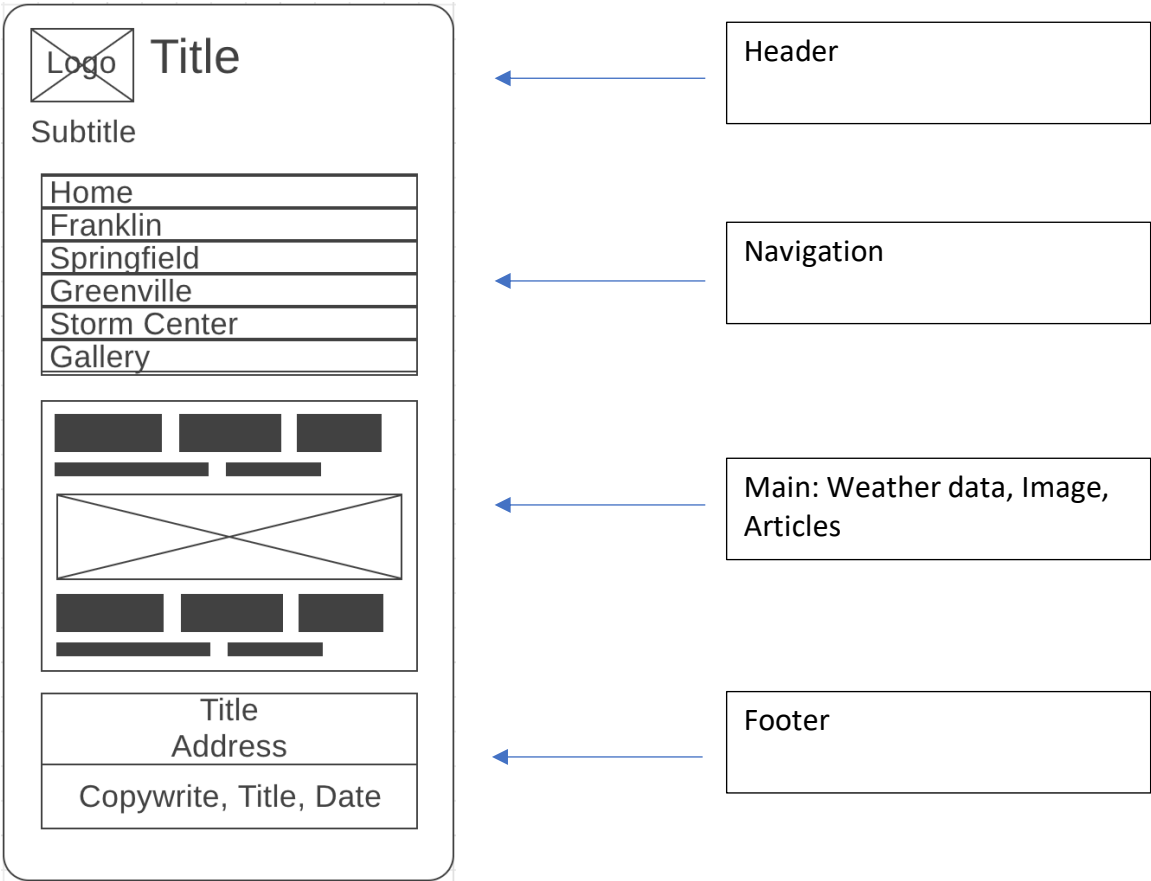 Logo
Title
Subtitle
Header
Home
Franklin
Springfield
Greenville
Storm Center
Gallery
Navigation
Main: Weather data, Image,
Articles
Title
Address
Copywrite, Title, Date
Footer